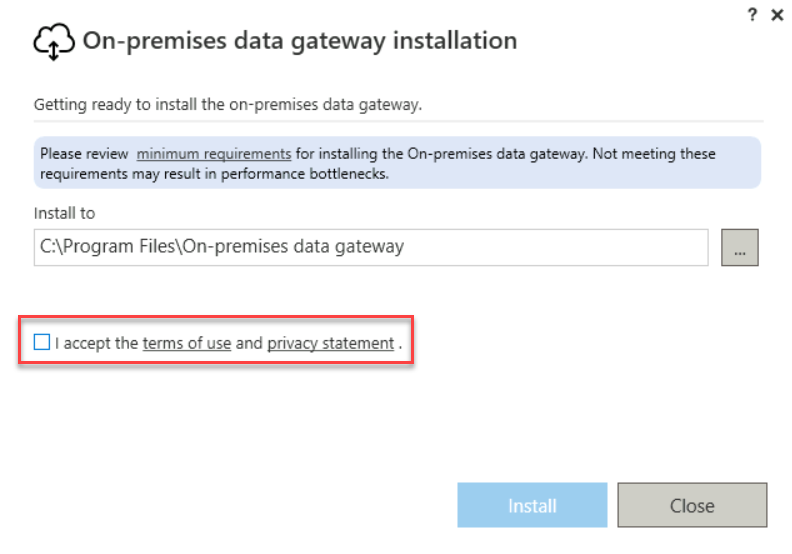 ? ×
On-premises data gateway installation
Getting ready to install the on-premises data gateway.
Please review minimum requirements for installing the On-premises data gateway. Not meeting these
requirements may result in performance bottlenecks.
Install to
C:\Program Files\On-premises data gateway
...
I accept the terms of use and privacy statement .
Install Close